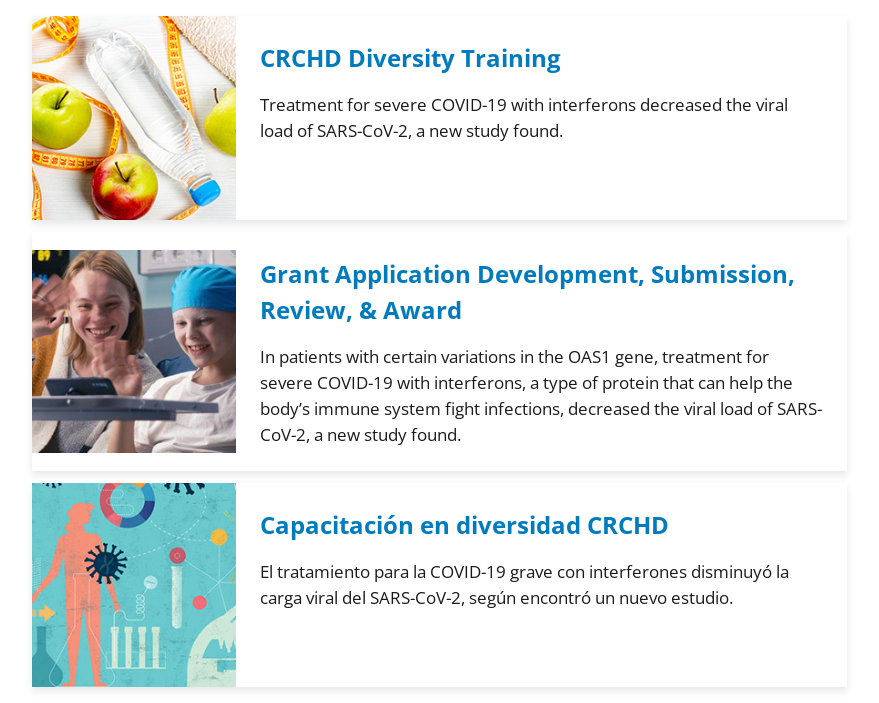 CRCHD Diversity Training
Treatment for severe COVID-19 with interferons decreased the viral
load of SARS-CoV-2, a new study found.
Grant Application Development, Submission,
Review, & Award
In patients with certain variations in the OAS1 gene, treatment for
severe COVID-19 with interferons, a type of protein that can help the
body’s immune system fight infections, decreased the viral load of SARS-
CoV-2, a new study found.
Capacitación en diversidad CRCHD
El tratamiento para la COVID-19 grave con interferones disminuyó la
carga viral del SARS-CoV-2, según encontró un nuevo estudio.